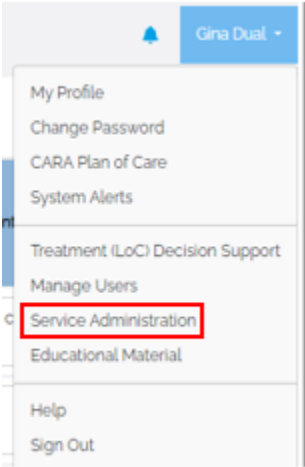 Gina Dual
My Profile
Change Password
CARA Plan of Care
System Alerts
nt
Treatment (LoC) Decision Support
Manage Users
c
Service Administration
Educational Material
Help
Sign Out